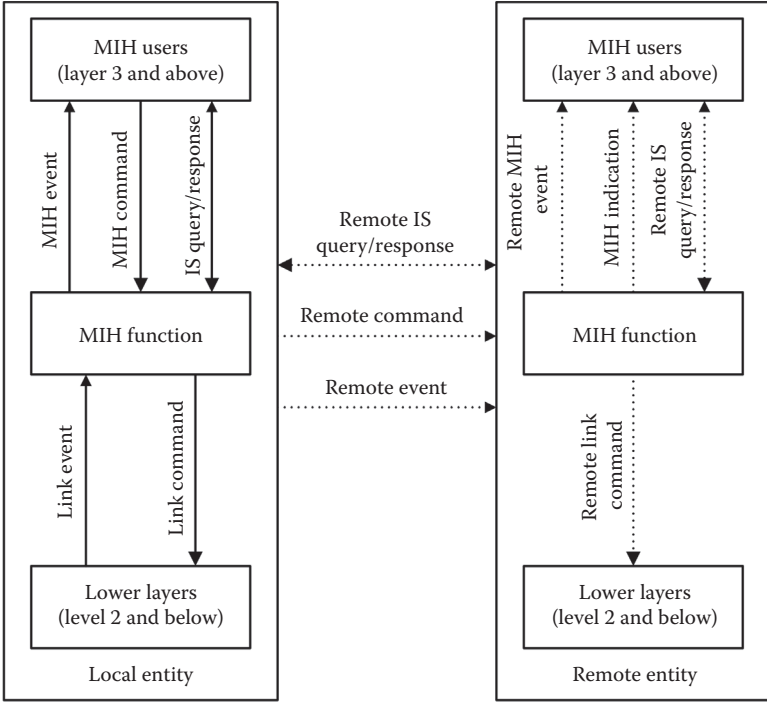 MIH users
(layer 3 and above)
MIH event
MIH command
IS query/response
MIH function
Link event
Link command
Lower layers
(level 2 and below)
Local entity
Remote IS
query/response
Remote command
Remote event
MIH users
(layer 3 and above)
Remote MIH
event
MIH indication
Remote IS
query/response
MIH function
Remote link
command
Lower layers
(level 2 and below)
Remote entity